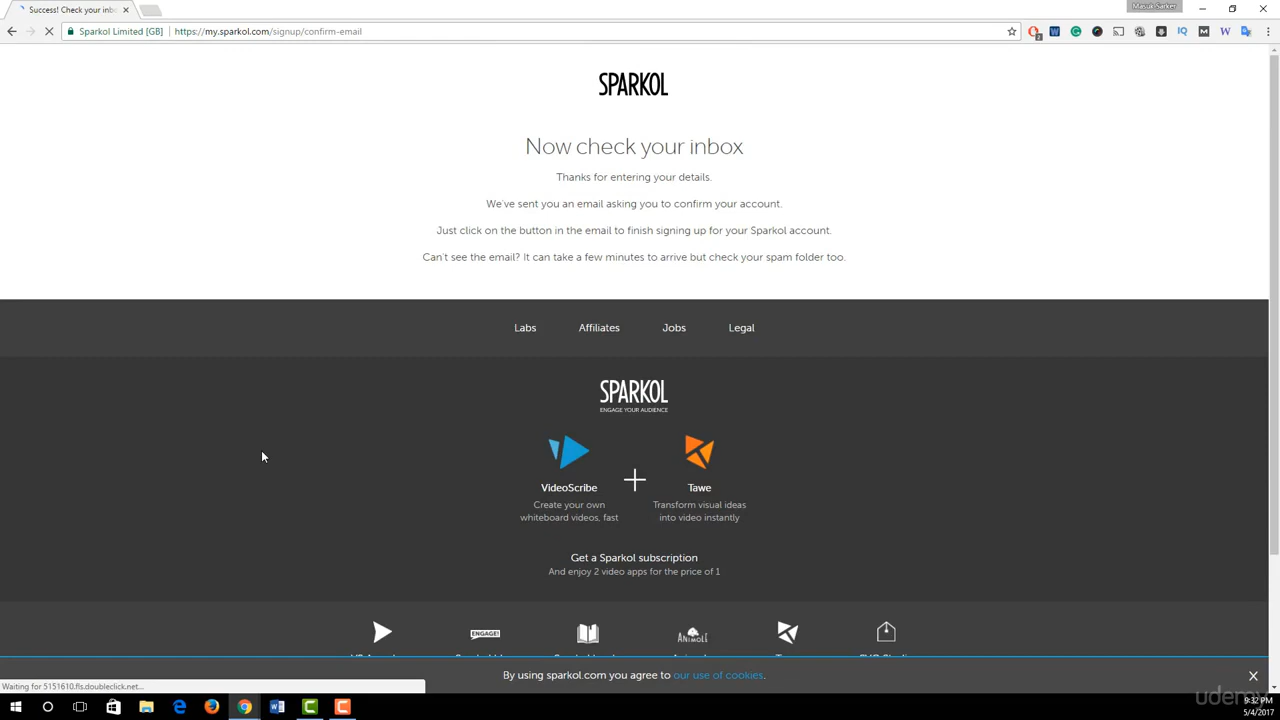 Success! Check your inbox
Masuk Sarker
Sparkol Limited [GB]
https://my.sparkol.com/signup/confirm-email
2
SPARKOL
Now check your inbox
Thanks for entering your details.
We've sent you an email asking you to confirm your account.
Just click on the button in the email to finish signing up for your Sparkol account.
Can't see the email? It can take a few minutes to arrive but check your spam folder too.
Labs Affiliates Jobs Legal
SPARKOL
ENGAGE YOUR AUDIENCE
VideoScribe
Create your own
whiteboard videos, fast
Tawe
Transform visual ideas
into video instantly
Get a Sparkol subscription
And enjoy 2 video apps for the price of 1
ENGAGE!
ANIMOLE
By using sparkol.com you agree to our use of cookies.
Waiting for 5151610.fls.doubleclick.net...
udemy
9:32 PM
5/4/2017